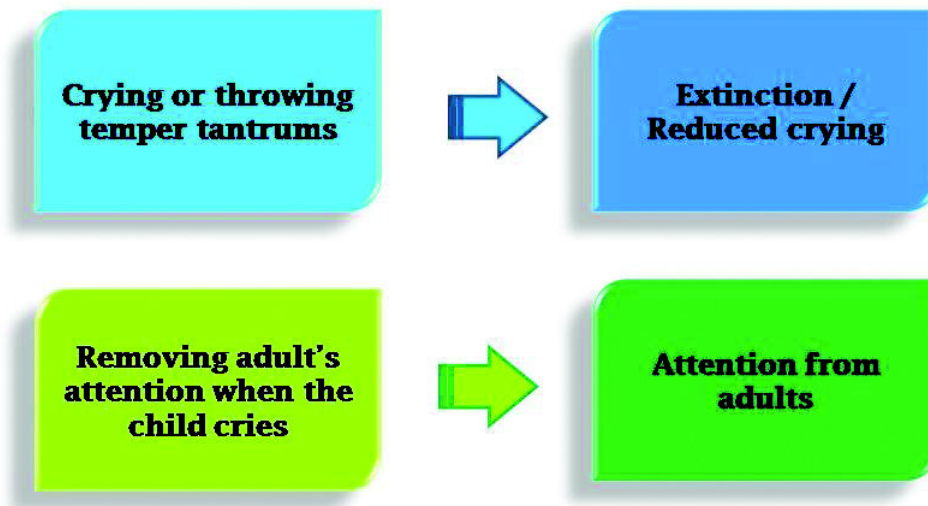 Crying or throwing
temper tantrums
Extinction /
Reduced crying
Removing adult's
attention when the
child cries
Attention from
adults